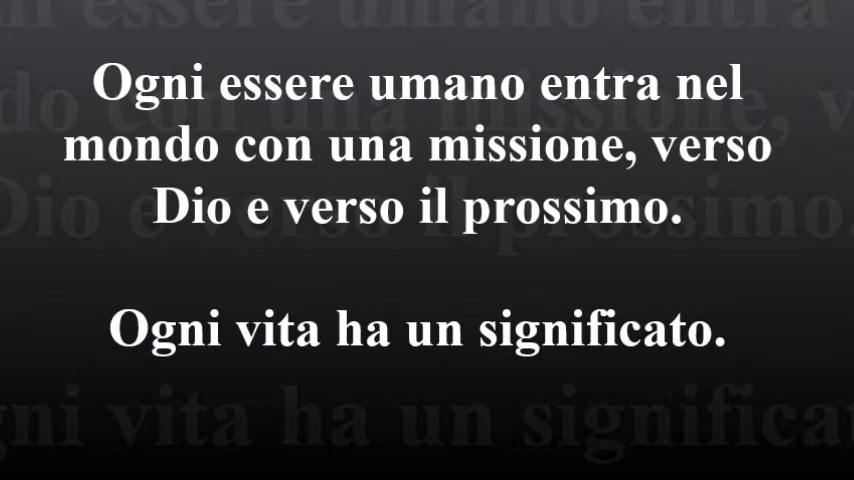 Ogni essere umano entra nel
mondo con una missione, verso
Dio e verso il prossimo.
Ogni vita ha un significato.